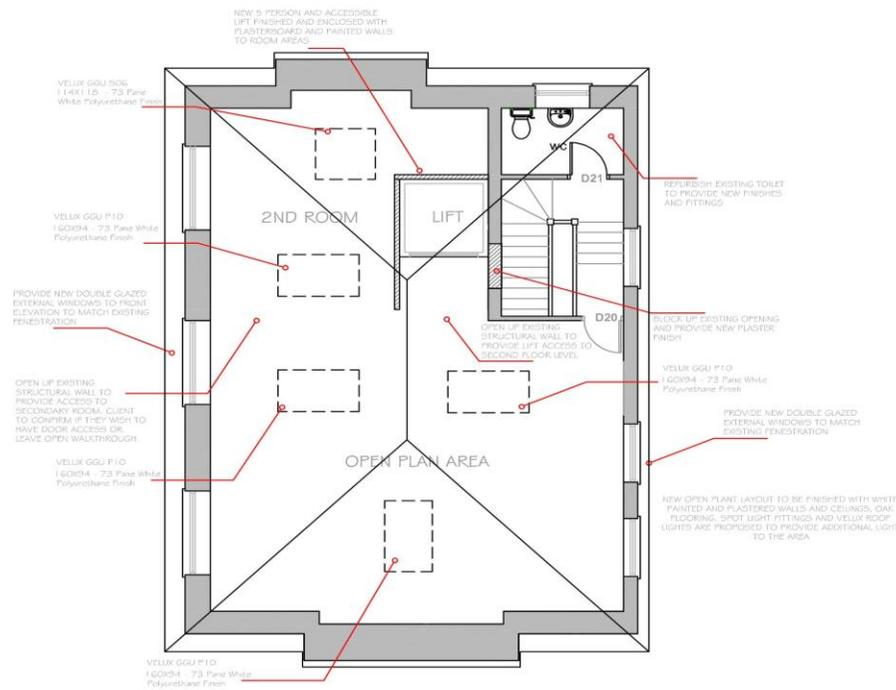 NEW 5 PERSON AND ACCESSIBLE
LIFT FINISHED AND ENCLOSED WITH
PLASTERBOARD AND PAINTED WALLS
TO ROOM AREAS
VELUX GGU S06
114X118 - 73 Pane
White Polyurethane Finish
WC
D21
REFURBISH EXISTING TOILET
TO PROVIDE NEW FINISHES
AND FITTINGS
2ND ROOM
LIFT
VELUX GGU P10
160X94 - 73 Pane White
Polyurethane Finish
PROVIDE NEW DOUBLE GLAZED
EXTERNAL WINDOWS TO FRONT
ELEVATION TO MATCH EXISTING
FENESTRATION
D20
BLOCK UP EXISTING OPENING
AND PROVIDE NEW PLASTER
FINISH
OPEN UP EXISTING
STRUCTURAL WALL TO
PROVIDE LIFT ACCESS TO
SECOND FLOOR LEVEL
VELUX GGU P10
160X94 - 73 Pane White
Polyurethane Finish
OPEN UP EXISTING
STRUCTURAL WALL TO
PROVIDE ACCESS TO
SECONDARY ROOM. CLIENT
TO CONFIRM IF THEY WISH TO
HAVE DOOR ACCESS OR
LEAVE OPEN WALKTHROUGH.
PROVIDE NEW DOUBLE GLAZED
EXTERNAL WINDOWS TO MATCH
EXISTING FENESTRATION
VELUX GGU P10
160X94 - 73 Pane White
Polyurethane Finish
OPEN PLAN AREA
NEW OPEN PLANT LAYOUT TO BE FINISHED WITH WHITE
PAINTED AND PLASTERED WALLS AND CEILINGS, OAK
FLOORING, SPOT LIGHT FITTINGS AND VELUX ROOF
LIGHTS ARE PROPOSED TO PROVIDE ADDITIONAL LIGHT
TO THE AREA
VELUX GGU P10
160X94 - 73 Pane White
Polyurethane Finish